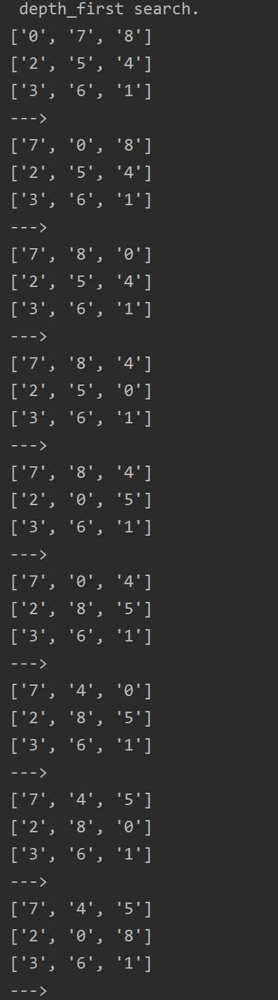 depth_first search.
['0', '7', '8']
['2', '5', '4']
['3', '6', '1']
--->
['7', '0', '8']
['2', '5', '4']
['3', '6', '1']
--->
['7', '8', '0']
['2', '5', '4']
['3', '6', '1']
--->
['7', '8', '4']
['2', '5', '0']
['3', '6', '1']
--->
['7', '8', '4']
['2', '0', '5']
['3', '6', '1']
--->
['7', '0', '4']
['2', '8', '5']
['3', '6', '1']
--->
['7', '4', '0']
['2', '8', '5']
['3', '6', '1']
--->
['7', '4', '5']
['2', '8', '0']
['3', '6', '1']
--->
['7', '4', '5']
['2', '0', '8']
['3', '6', '1']
--->